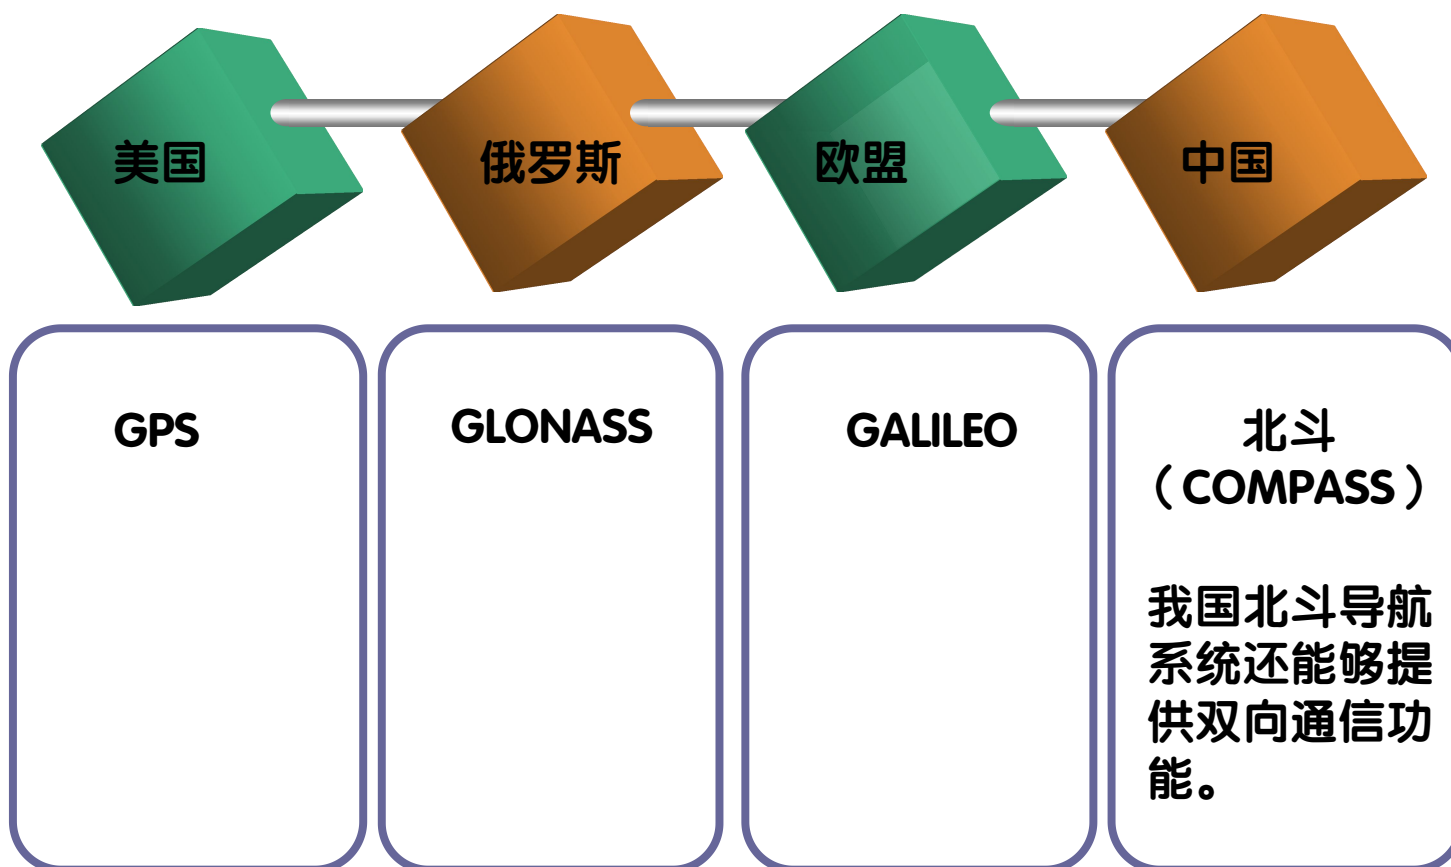 美国
俄罗斯
欧盟
中国
GPS
GLONASS
GALILEO
北斗
（COMPASS）
我国北斗导航
系统还能够提
供双向通信功
能。